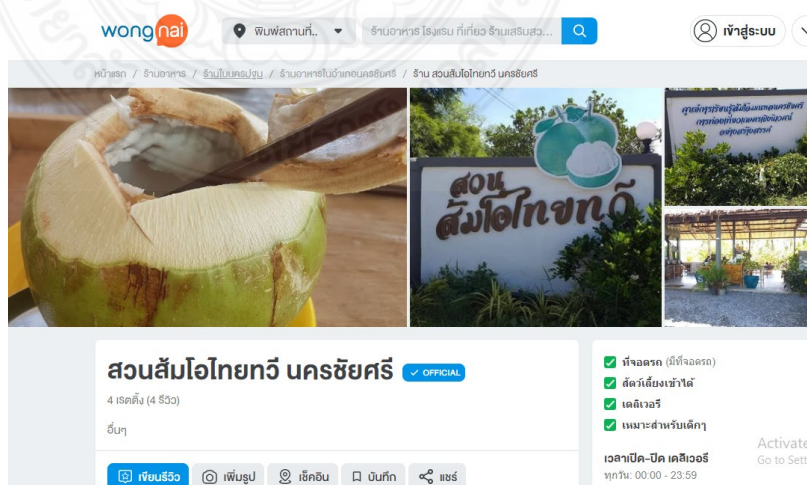 wongnai
พิมพ์สถานที่..
ร้านอาหาร โรงแรม ที่เที่ยว ร้านเสริมสว...
เข้าสู่ระบบ
หน้าแรก / ร้านอาหาร / ร้านในนครปฐม / ร้านอาหารในอำเภอนครชัยศรี / ร้าน สวนส้มโอไทยทวี นครชัยศรี
สวน
ส้มโอไทยทวี
สวนส้มโอไทยทวี นครชัยศรี
OFFICIAL
4 เรตติ้ง (4 รีวิว)
อื่นๆ
เขียนรีวิว
เพิ่มรูป
เช็คอิน
บันทึก
แชร์
ที่จอดรถ (มีที่จอดรถ)
สัตว์เลี้ยงเข้าได้
เดลิเวอรี
เหมาะสำหรับเด็กๆ
เวลาเปิด-ปิด เดลิเวอรี
ทุกวัน: 00:00 - 23:59
Activate
Go to Sett